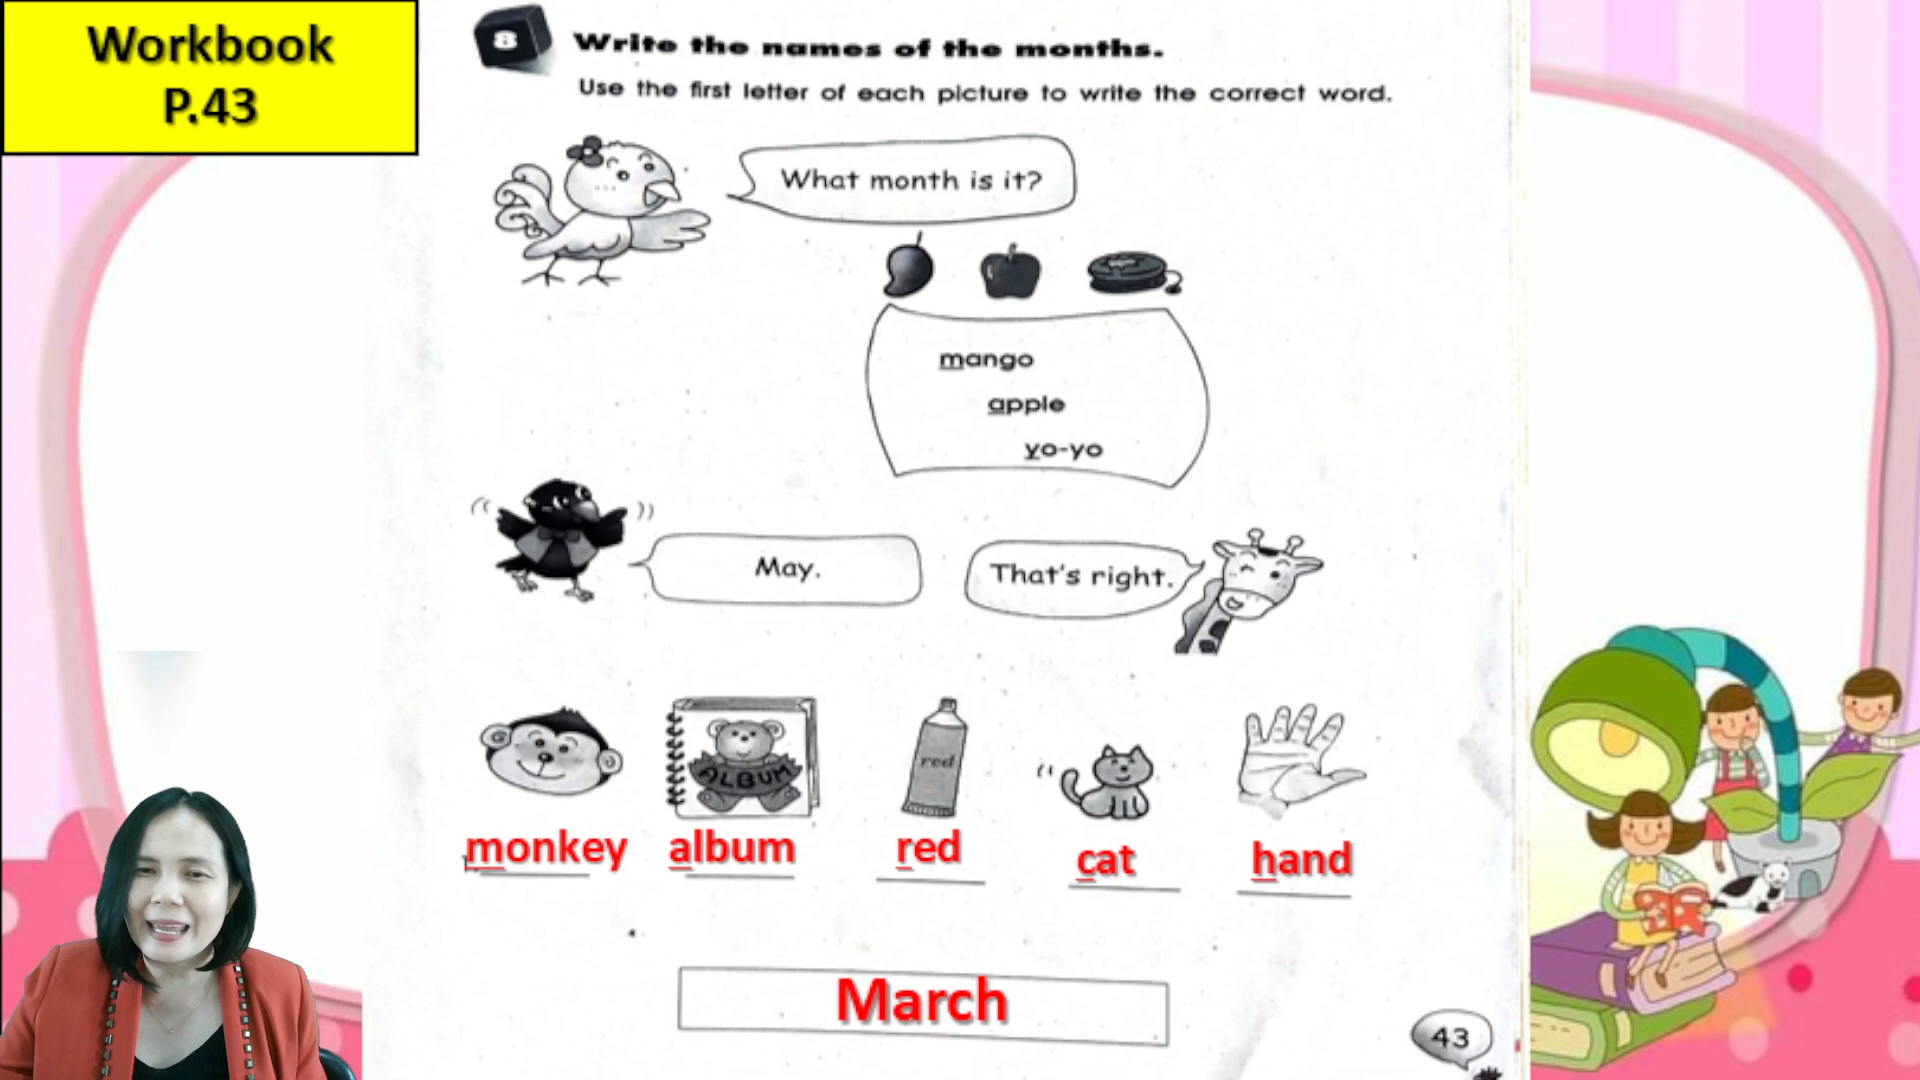 Workbook
P.43
8 Write the names of the months.
Use the first letter of each picture to write the correct word.
What month is it?
mango
apple
yo-yo
May.
That's right.
ALBUM
red
monkey album red cat hand
March
43